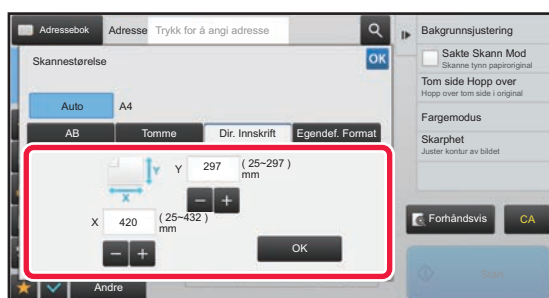 Adressebok
Adresse
Trykk for å angi adresse
Skannestørelse
OK
Auto
A4
AB
Tomme
Dir. Innskrift
Egendef. Format
Y
X
Y
297
( 25~297 )
mm
X
420
( 25~432 )
mm
OK
Andre
Bakgrunnsjustering
Sakte Skann Mod
Skanne tynn papiroriginal
Tom side Hopp over
Hopp over tom side i original
Fargemodus
Skarphet
Juster kontur av bildet
Forhåndsvis
CA